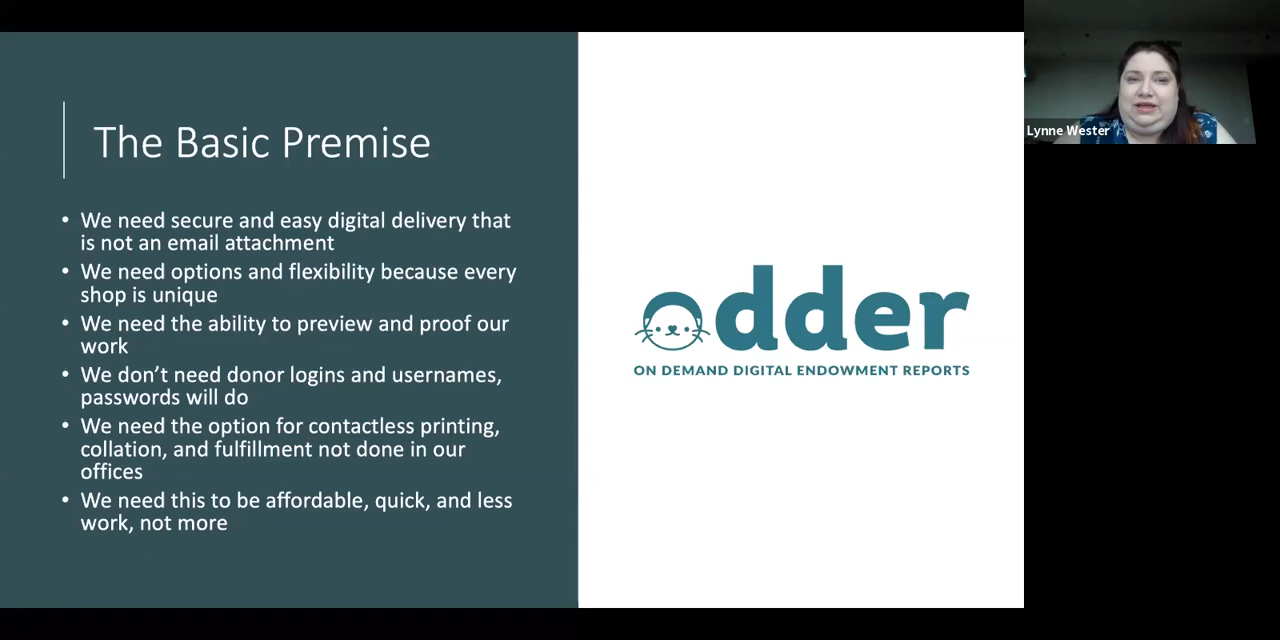 The Basic Premise
• We need secure and easy digital delivery that
is not an email attachment
• We need options and flexibility because every
shop is unique
• We need the ability to preview and proof our
work
• We don’t need donor logins and usernames,
passwords will do
• We need the option for contactless printing,
collation, and fulfillment not done in our
offices
• We need this to be affordable, quick, and less
work, not more
odder
ON DEMAND DIGITAL ENDOWMENT REPORTS
Lynne Wester